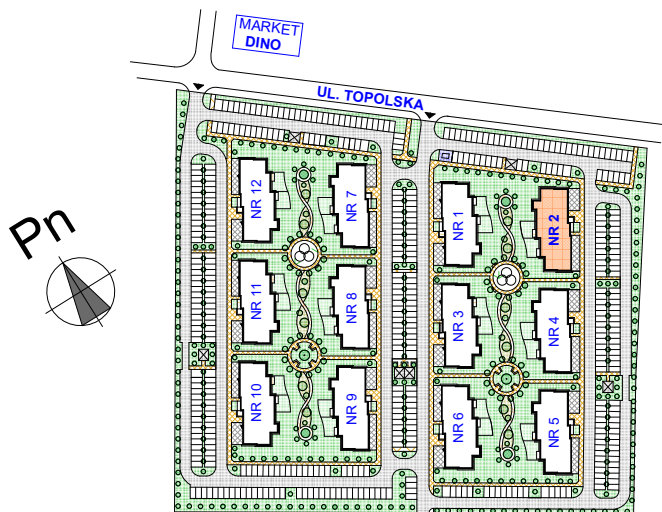 MARKET
DINO
UL. TOPOLSKA
Pn
NR 12
NR 7
NR 1
NR 2
NR 11
NR 8
NR 3
NR 4
NR 10
NR 9
NR 6
NR 5